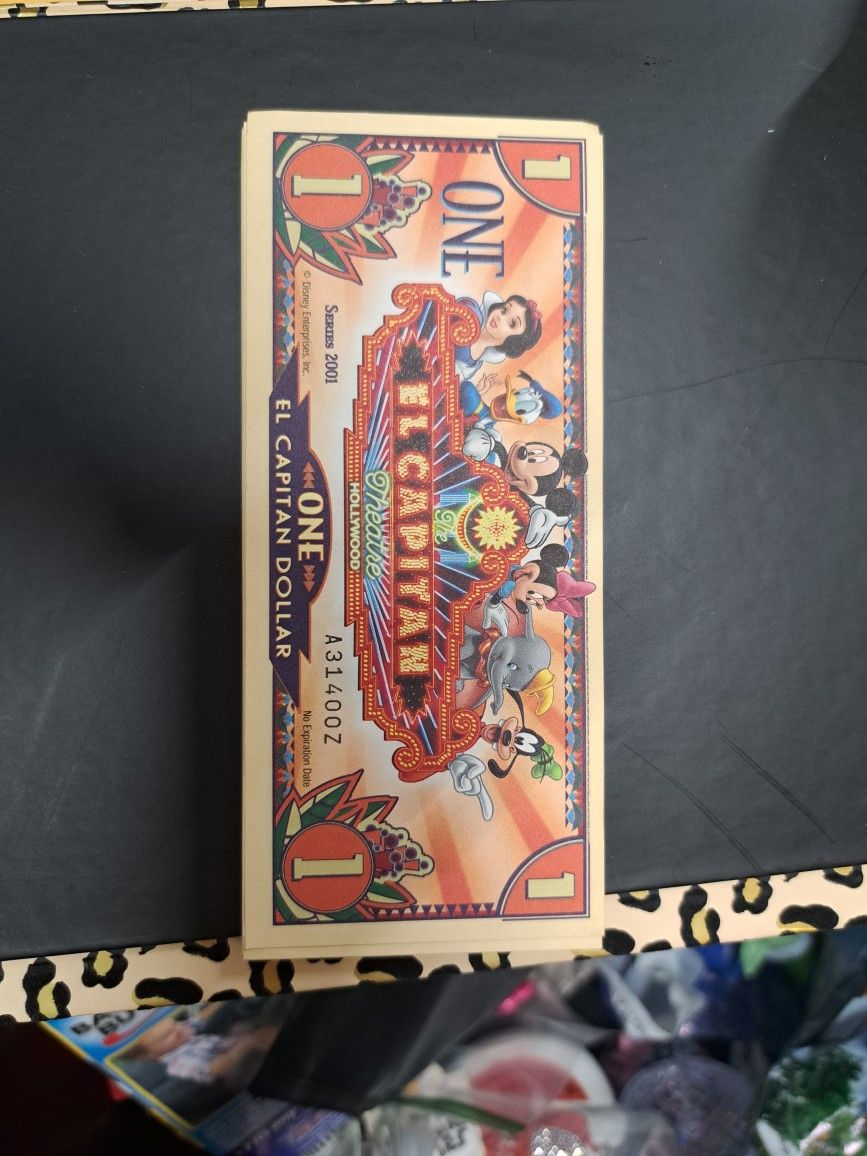 1
1
ONE
The
EL CAPITAN
Theatre
HOLLYWOOD
SERIES 2001
A31400Z
© Disney Enterprises, Inc.
ONE
No Expiration Date
EL CAPITAN DOLLAR
1
1